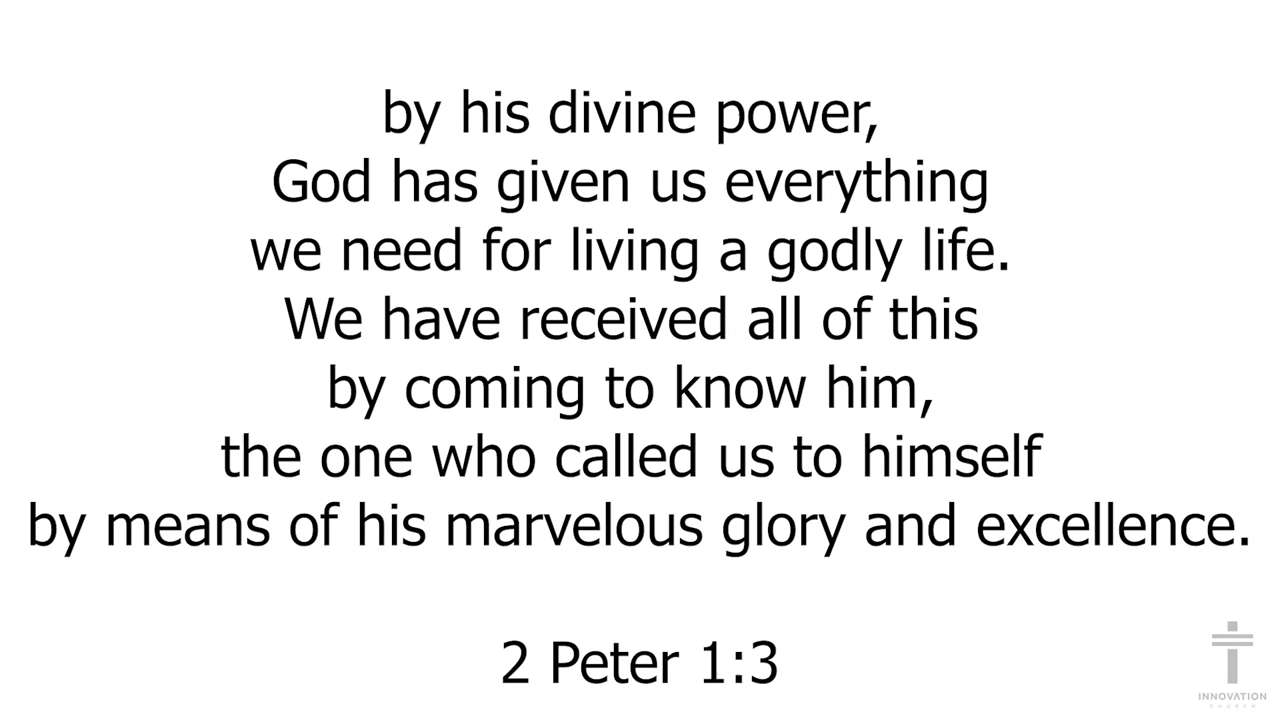 by his divine power,
God has given us everything
we need for living a godly life.
We have received all of this
by coming to know him,
the one who called us to himself
by means of his marvelous glory and excellence.
2 Peter 1:3
INNOVATION
CHURCH